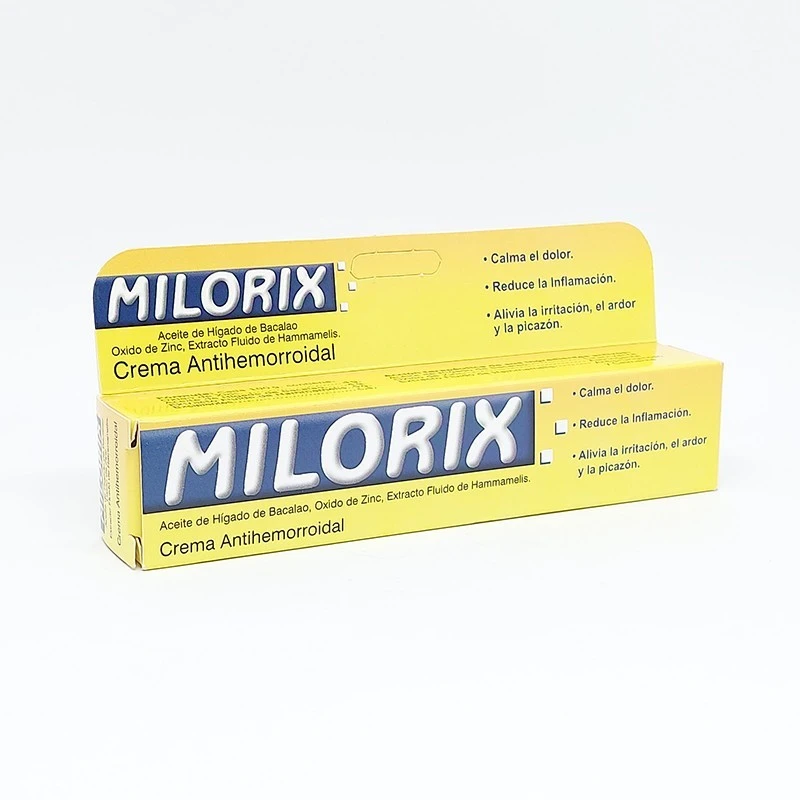 MILORIX
Aceite de Hígado de Bacalao
Oxido de Zinc, Extracto Fluido de Hammamelis.
Crema Antihemorroidal
• Calma el dolor.
• Reduce la Inflamación.
• Alivia la irritación, el ardor
y la picazón.
MILORIX
Aceite de Hígado de Bacalao, Oxido de Zinc, Extracto Fluido de Hammamelis.
Crema Antihemorroidal
• Calma el dolor.
• Reduce la Inflamación.
• Alivia la irritación, el ardor
y la picazón.
Crema Antihemorroidal